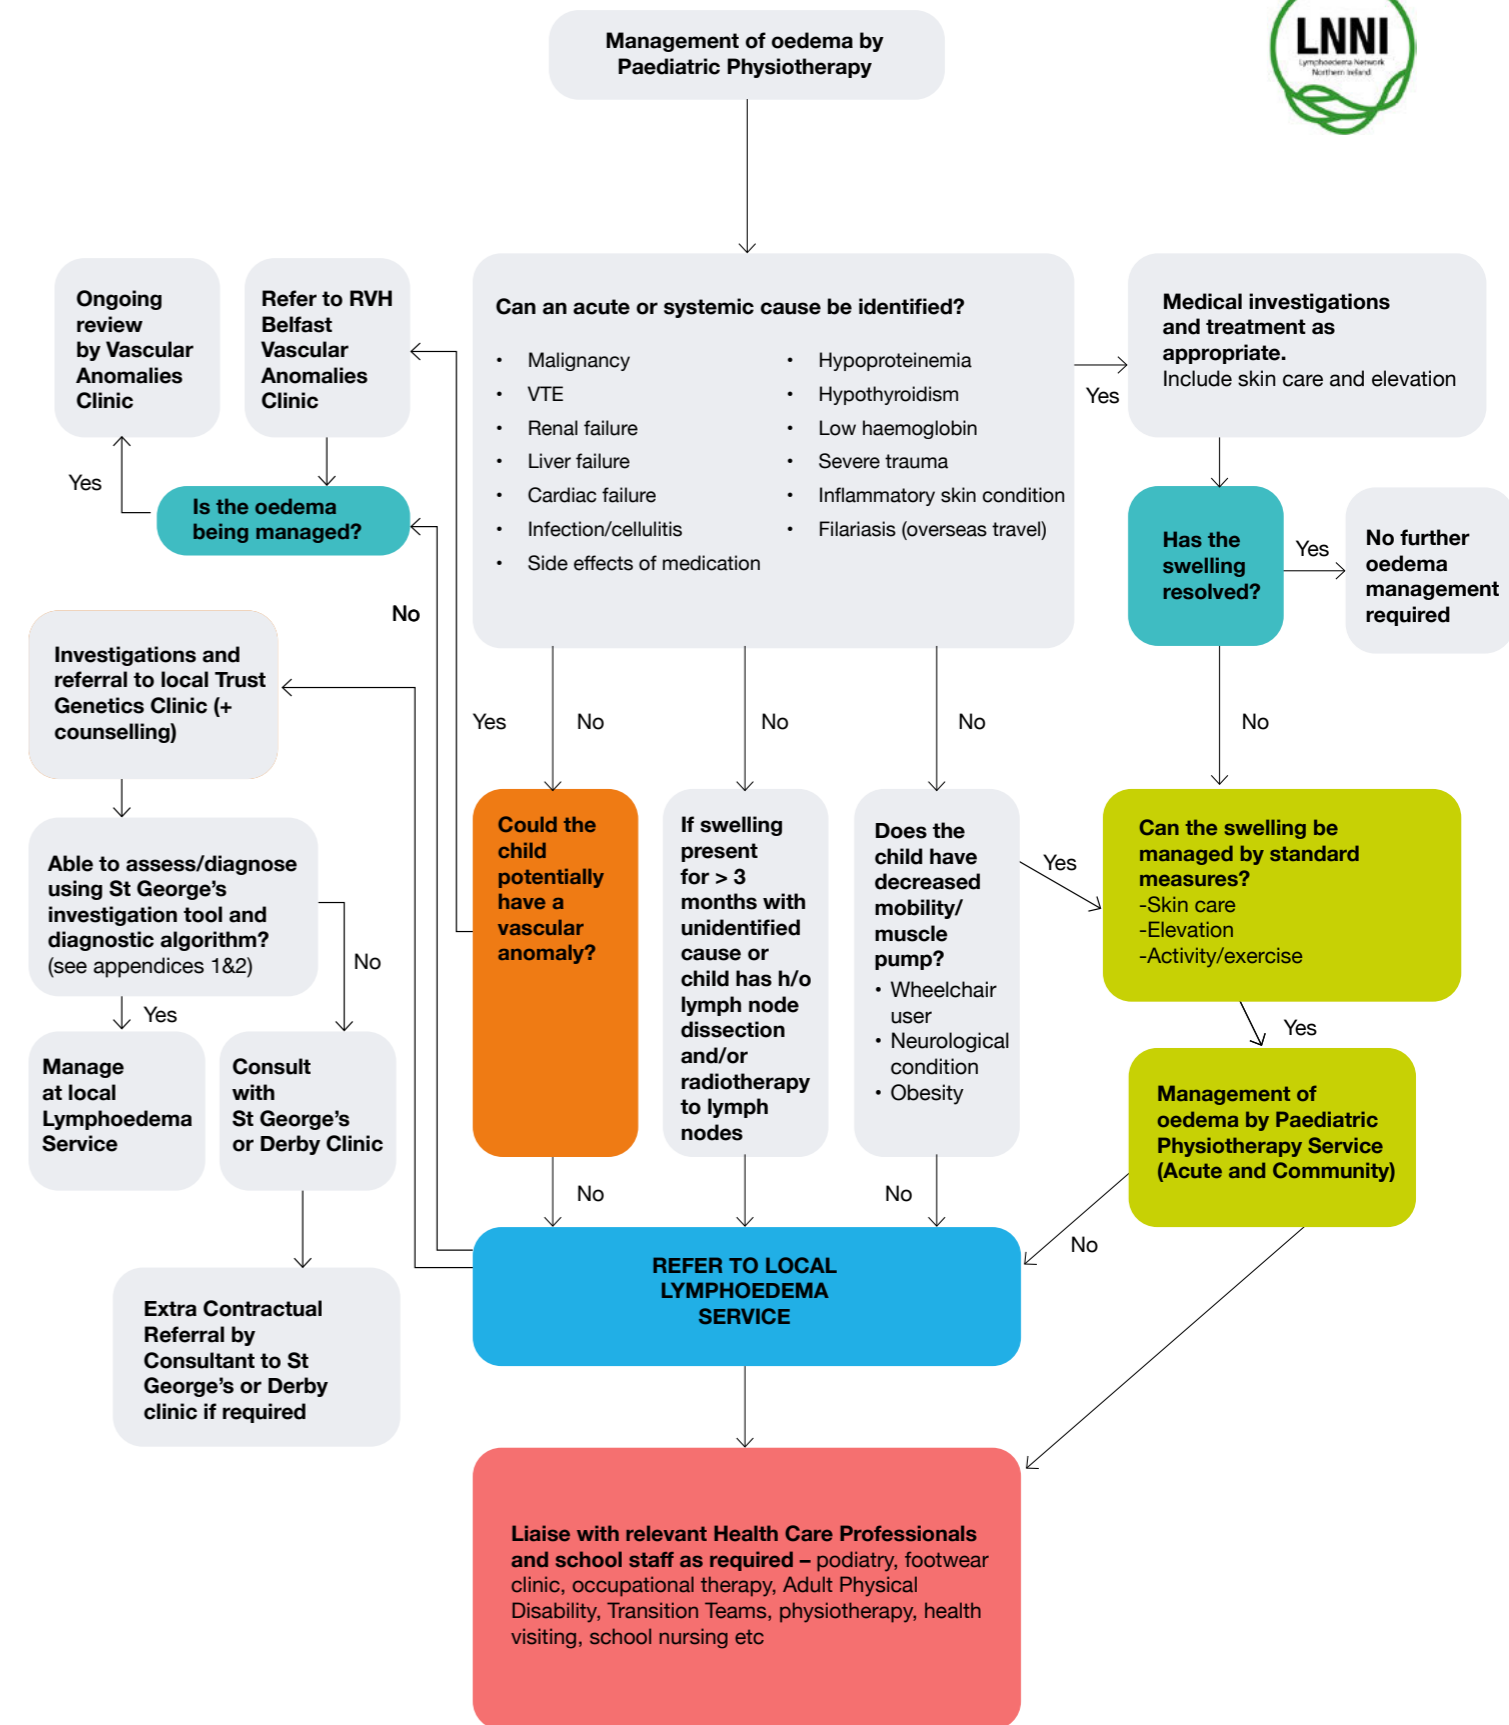 Management of oedema by
Paediatric Physiotherapy
LNNI
Lymphoedema Network
Northern Ireland
Ongoing
review
by Vascular
Anomalies
Clinic
Refer to RVH
Belfast
Vascular
Anomalies
Clinic
Can an acute or systemic cause be identified?
• Malignancy
• VTE
• Renal failure
• Liver failure
• Cardiac failure
• Infection/cellulitis
• Side effects of medication
• Hypoproteinemia
• Hypothyroidism
• Low haemoglobin
• Severe trauma
• Inflammatory skin condition
• Filariasis (overseas travel)
Yes
Medical investigations
and treatment as
appropriate.
Include skin care and elevation
Yes
Is the oedema
being managed?
No
Has the
swelling
resolved?
Yes
No further
oedema
management
required
Investigations and
referral to local Trust
Genetics Clinic (+
counselling)
Yes
No
No
No
No
Able to assess/diagnose
using St George’s
investigation tool and
diagnostic algorithm?
(see appendices 1&2)
No
Yes
Manage
at local
Lymphoedema
Service
Consult
with
St George’s
or Derby Clinic
Extra Contractual
Referral by
Consultant to St
George’s or Derby
clinic if required
Could the
child
potentially
have a
vascular
anomaly?
If swelling
present
for > 3
months with
unidentified
cause or
child has h/o
lymph node
dissection
and/or
radiotherapy
to lymph
nodes
Does the
child have
decreased
mobility/
muscle
pump?
• Wheelchair
user
• Neurological
condition
• Obesity
Yes
Can the swelling be
managed by standard
measures?
-Skin care
-Elevation
-Activity/exercise
Yes
Management of
oedema by Paediatric
Physiotherapy Service
(Acute and Community)
No
No
No
REFER TO LOCAL
LYMPHOEDEMA
SERVICE
Liaise with relevant Health Care Professionals
and school staff as required – podiatry, footwear
clinic, occupational therapy, Adult Physical
Disability, Transition Teams, physiotherapy, health
visiting, school nursing etc